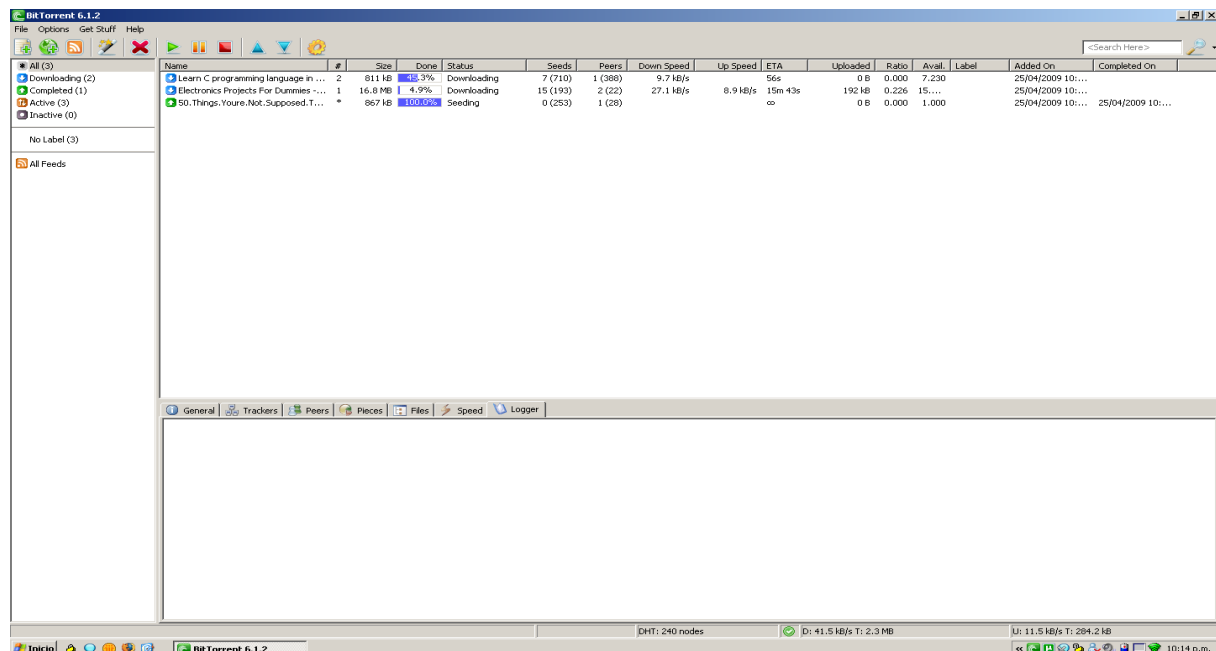 BitTorrent 6.1.2
File Options Get Stuff Help
<Search Here>
All (3)
Downloading (2)
Completed (1)
Active (3)
Inactive (0)
No Label (3)
All Feeds
Name # Size Done Status Seeds Peers Down Speed Up Speed ETA Uploaded Ratio Avail. Label Added On Completed On
Learn C programming language in ... 2 811 kB 45.3% Downloading 7 (710) 1 (388) 9.7 kB/s 56s 0 B 0.000 7.230 25/04/2009 10:...
Electronics Projects For Dummies -... 1 16.8 MB 4.9% Downloading 15 (193) 2 (22) 27.1 kB/s 8.9 kB/s 15m 43s 192 kB 0.226 15.... 25/04/2009 10:...
50.Things.Youre.Not.Supposed.T... * 867 kB 100.0% Seeding 0 (253) 1 (28) ∞ 0 B 0.000 1.000 25/04/2009 10:... 25/04/2009 10:...
General Trackers Peers Pieces Files Speed Logger
DHT: 240 nodes D: 41.5 kB/s T: 2.3 MB U: 11.5 kB/s T: 284.2 kB
Inicio BitTorrent 6.1.2 « 10:14 p.m.